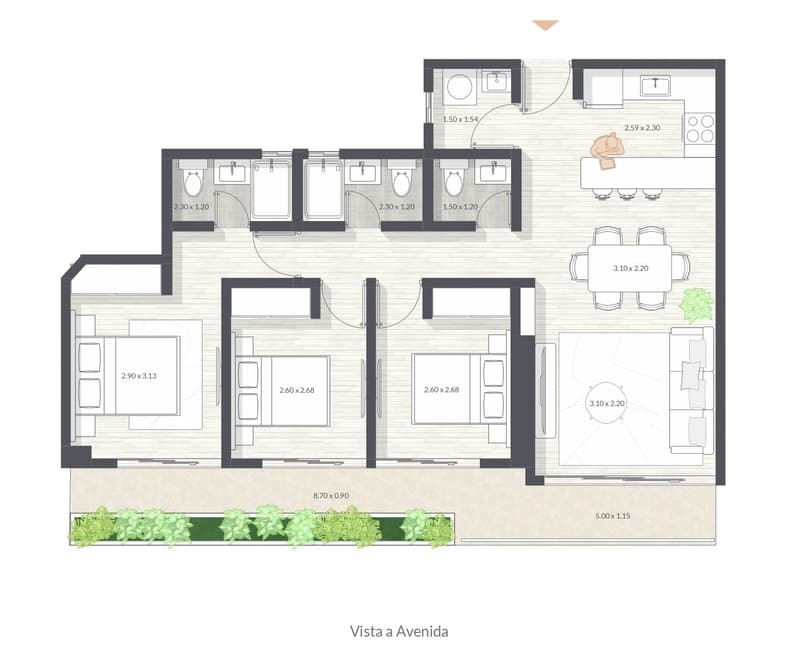 1.50 x 1.54
2.59 x 2.30
2.30 x 1.20
2.30 x 1.20
1.50 x 1.20
3.10 x 2.20
2.90 x 3.13
2.60 x 2.68
2.60 x 2.68
3.10 x 2.20
8.70 x 0.90
5.00 x 1.15
Vista a Avenida